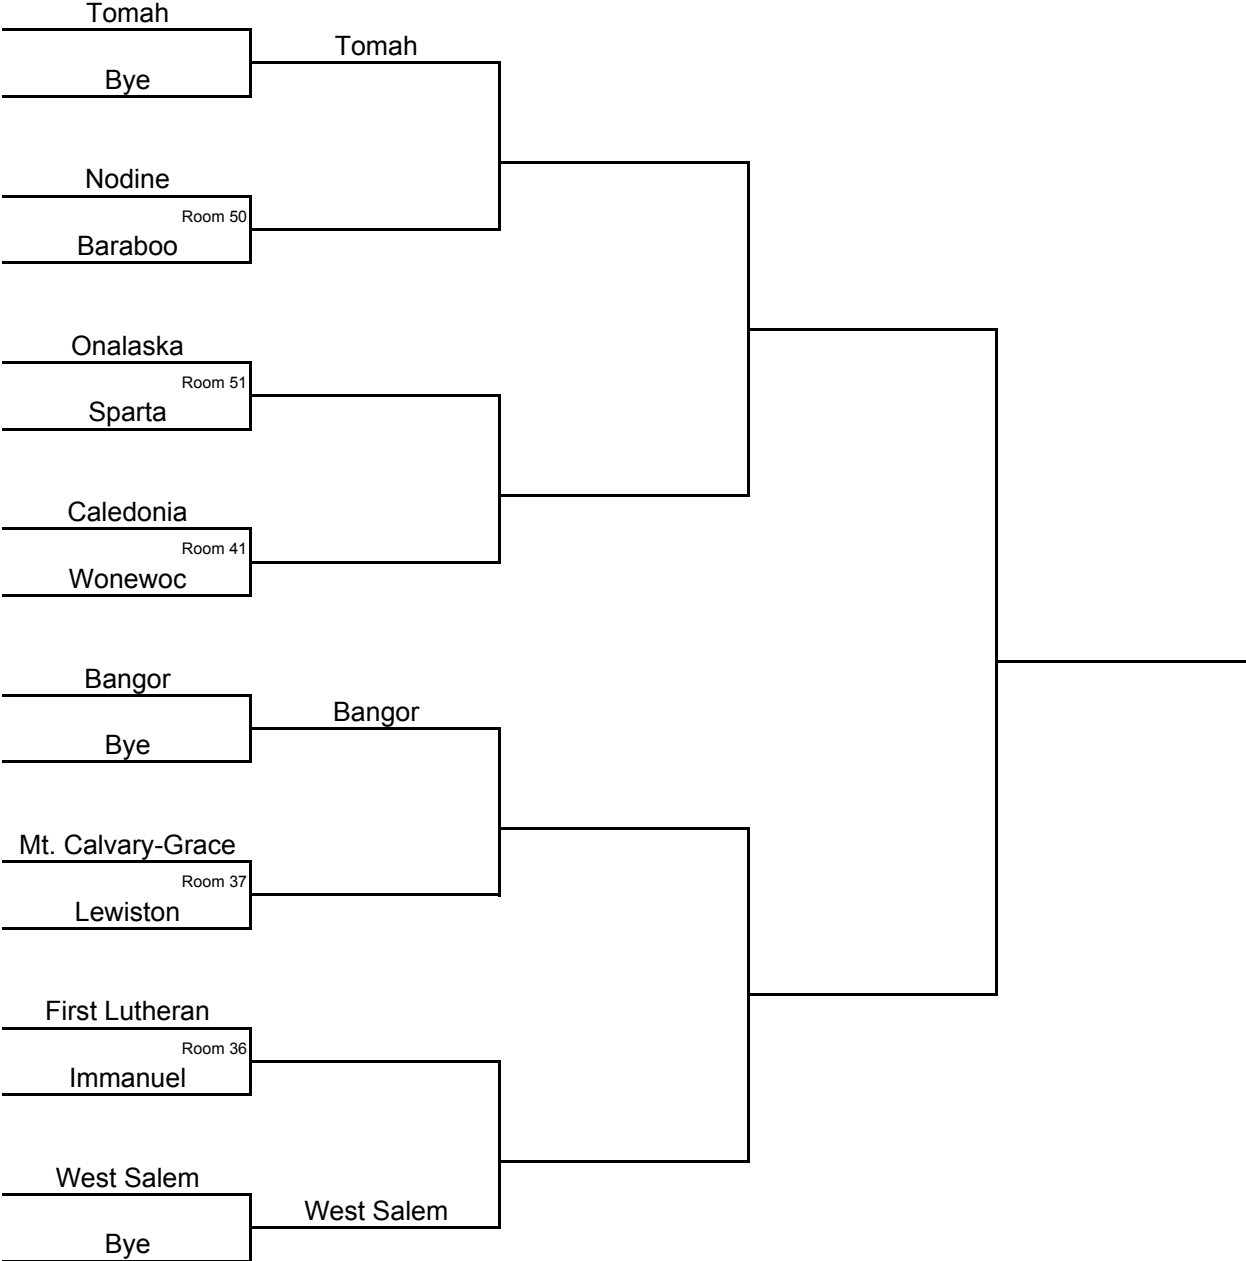 Tomah
Tomah
Bye
Nodine
Room 50
Baraboo
Onalaska
Room 51
Sparta
Caledonia
Room 41
Wonewoc
Bangor
Bangor
Bye
Mt. Calvary-Grace
Room 37
Lewiston
First Lutheran
Room 36
Immanuel
West Salem
West Salem
Bye